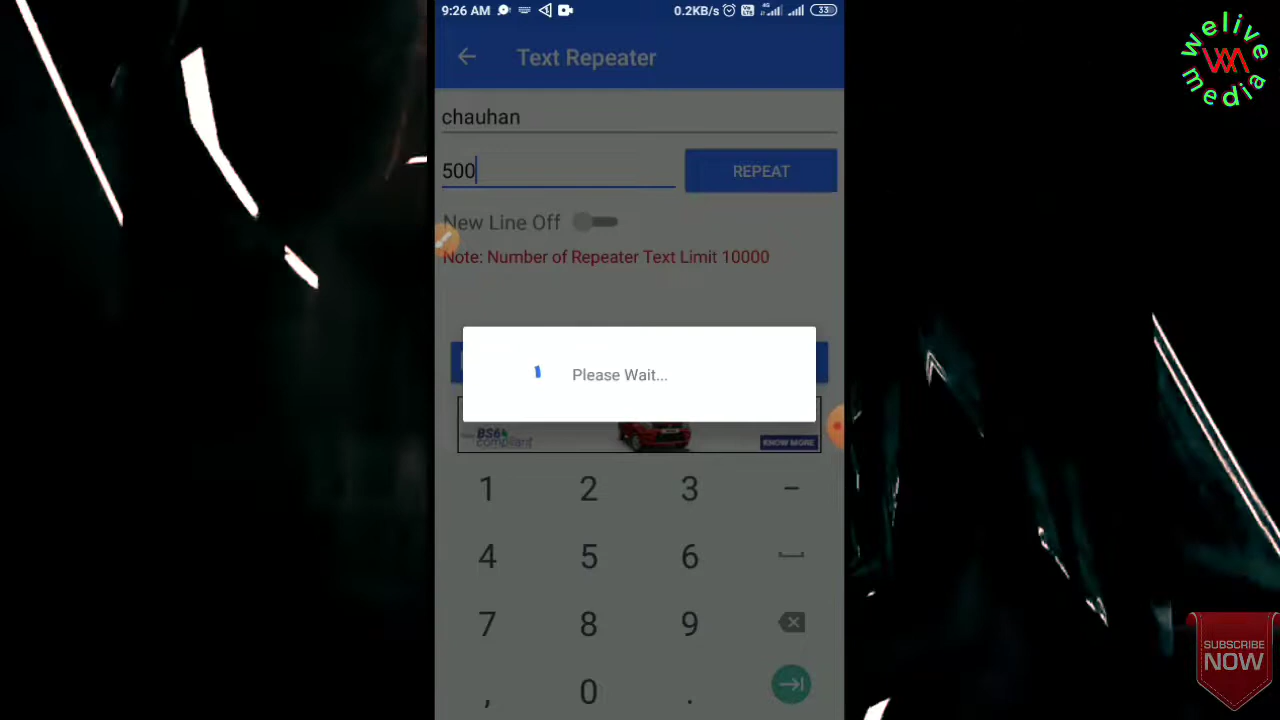 9:26 AM
0.2KB/s
4G
33
Text Repeater
chauhan
500
REPEAT
New Line Off
Note: Number of Repeater Text Limit 10000
Please Wait...
BS6
compliant
KNOW MORE
1 2 3 –
4 5 6
7 8 9
, 0 .
welive
media
SUBSCRIBE
NOW